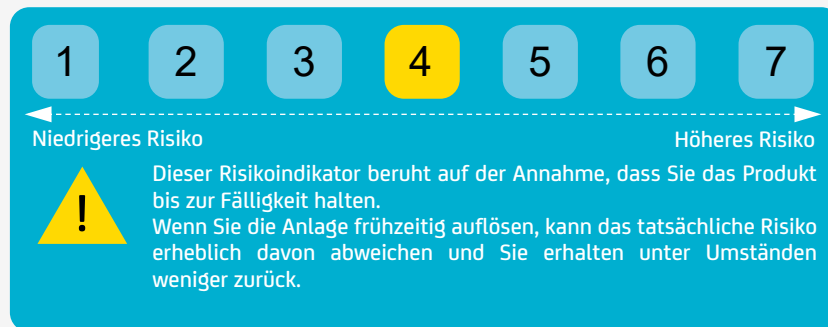 1 2 3 4 5 6 7
Niedrigeres Risiko Höheres Risiko
! Dieser Risikoindikator beruht auf der Annahme, dass Sie das Produkt
bis zur Fälligkeit halten.
Wenn Sie die Anlage frühzeitig auflösen, kann das tatsächliche Risiko
erheblich davon abweichen und Sie erhalten unter Umständen
weniger zurück.